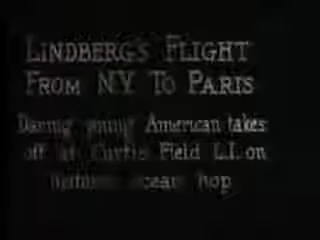 LINDBERG'S FLIGHT
FROM N.Y. TO PARIS
Daring young American takes
off at Curtis Field L.I. on
ocean hop